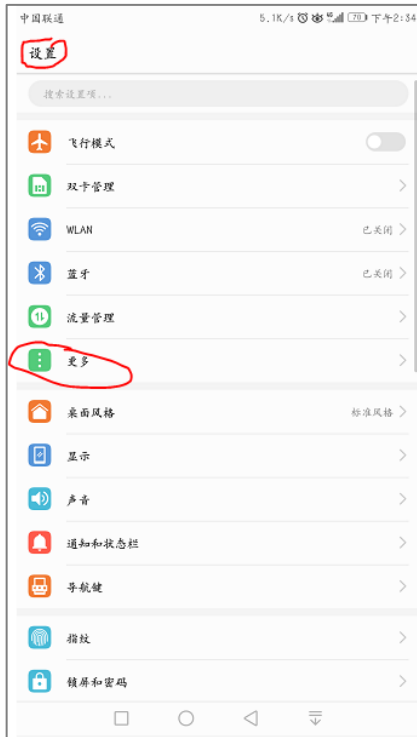 中国联通 5.1K/s 70 下午2:34
设置
搜索设置项...
飞行模式
双卡管理
WLAN 已关闭
蓝牙 已关闭
流量管理
更多
桌面风格 标准风格
显示
声音
通知和状态栏
导航键
指纹
锁屏和密码